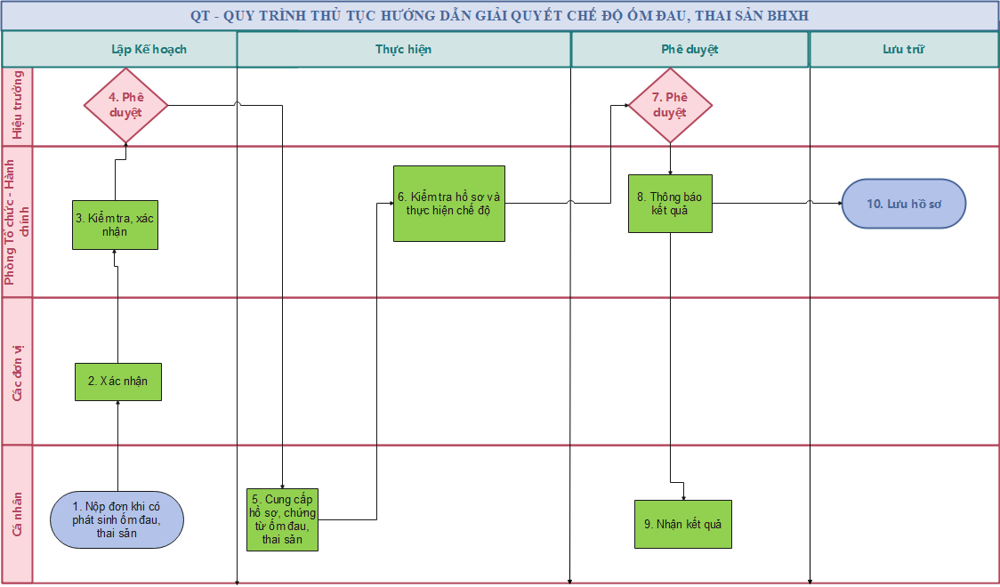 QT - QUY TRÌNH THỦ TỤC HƯỚNG DẪN GIẢI QUYẾT CHẾ ĐỘ ỐM ĐAU, THAI SẢN BHXH
Lập Kế hoạch
Thực hiện
Phê duyệt
Lưu trữ
Hiệu trưởng
4. Phê
duyệt
7. Phê
duyệt
Phòng Tổ chức - Hành
chính
3. Kiểm tra, xác
nhận
6. Kiểm tra hồ sơ và
thực hiện chế độ
8. Thông báo
kết quả
10. Lưu hồ sơ
Các đơn vị
2. Xác nhận
Cá nhân
1. Nộp đơn khi có
phát sinh ốm đau,
thai sản
5. Cung cấp
hồ sơ, chứng
từ ốm đau,
thai sản
9. Nhận kết quả